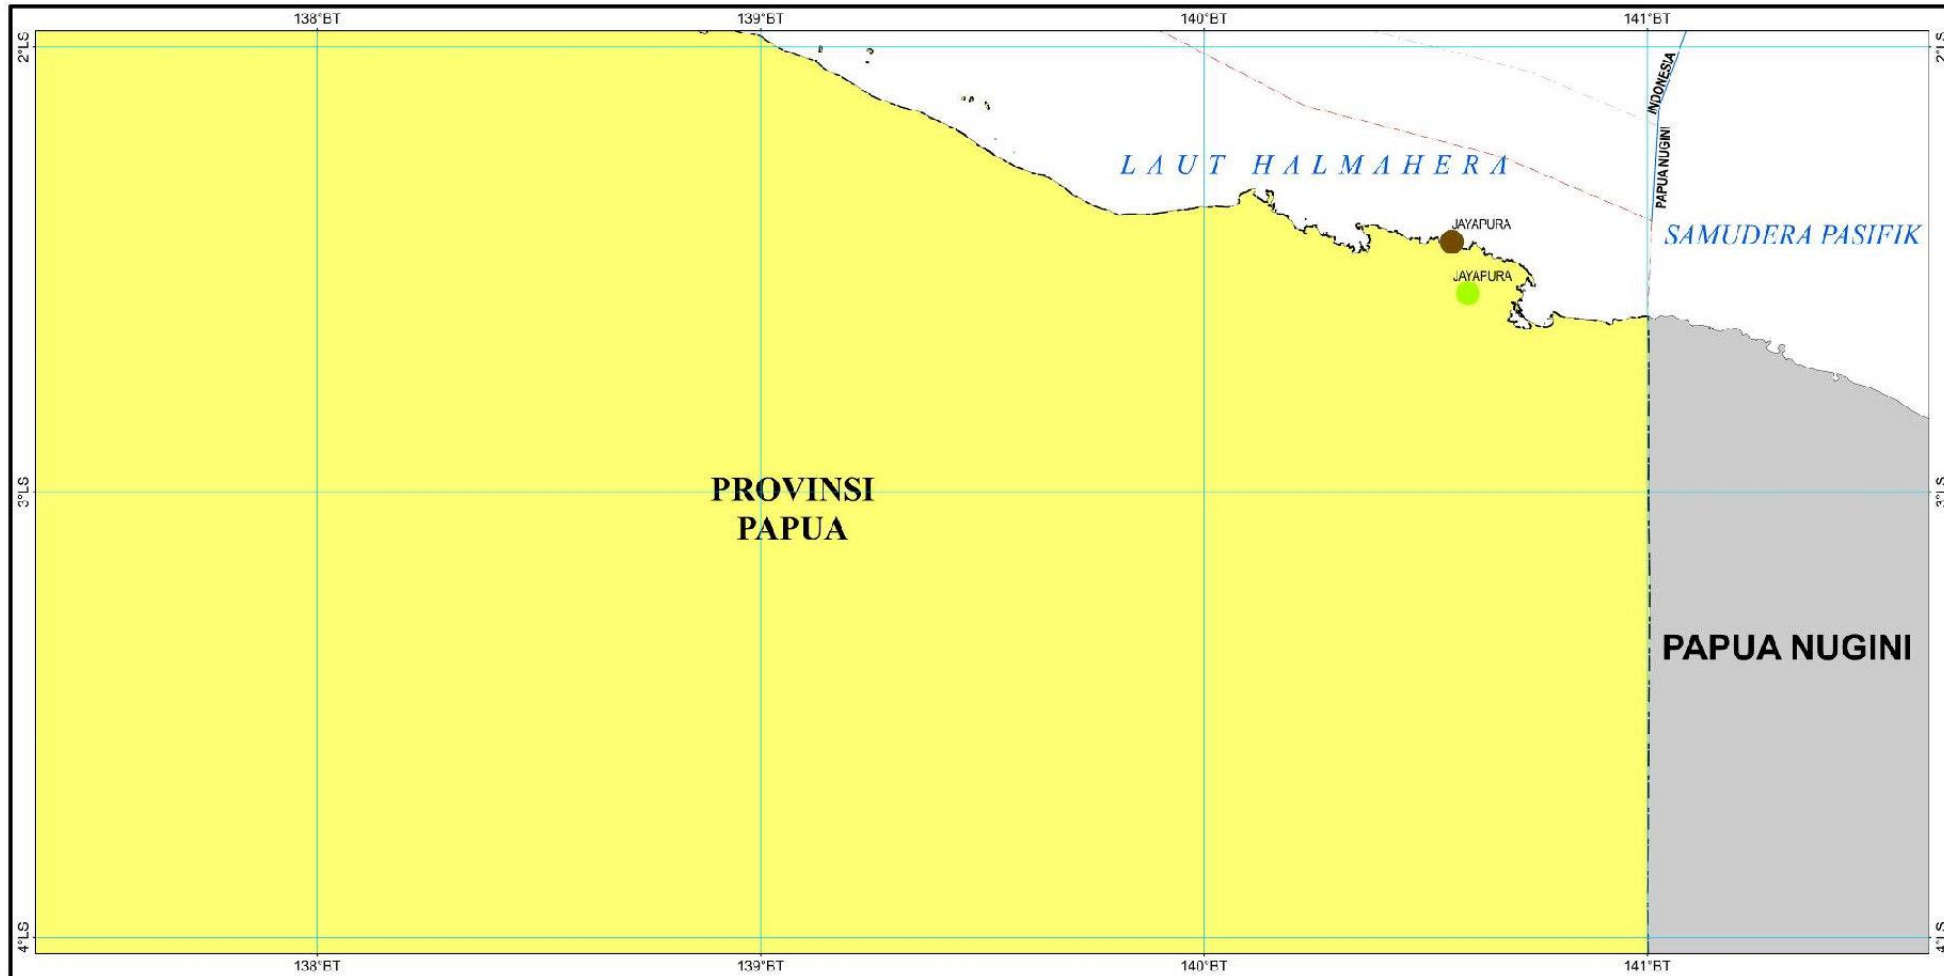 138°BT
139°BT
140°BT
141°BT
2°LS
2°LS
INDONESIA
PAPUA NUGINI
LAUT HALMAHERA
JAYAPURA
SAMUDERA PASIFIK
JAYAPURA
3°LS
3°LS
PROVINSI
PAPUA
PAPUA NUGINI
4°LS
4°LS
138°BT
139°BT
140°BT
141°BT